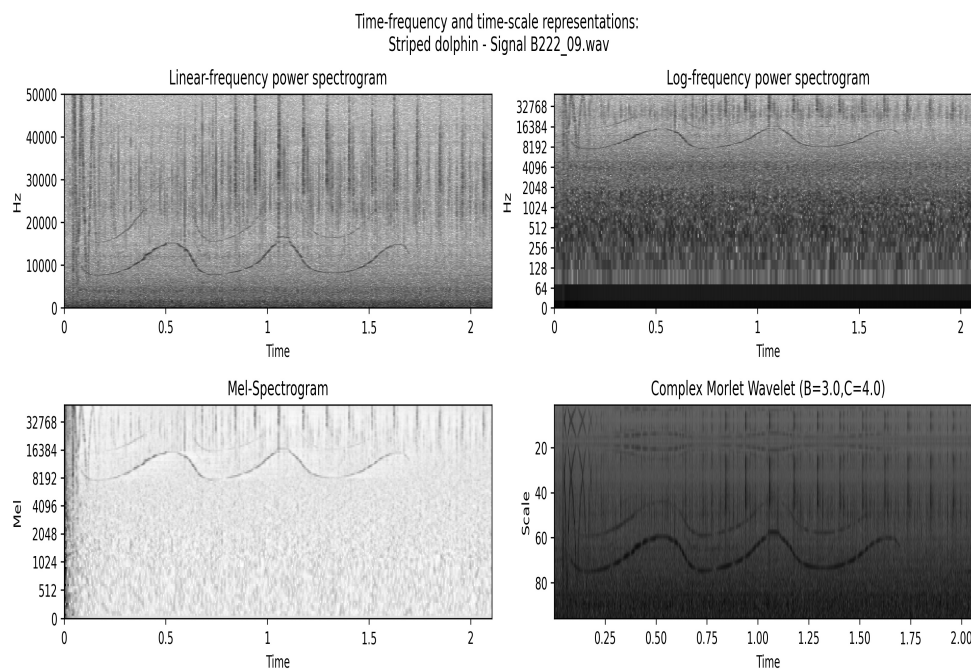 Time-frequency and time-scale representations:
Striped dolphin - Signal B222_09.wav
Linear-frequency power spectrogram
50000
40000
30000
20000
10000
0
Hz
0 0.5 1 1.5 2
Time
Log-frequency power spectrogram
32768
16384
8192
4096
2048
1024
512
256
128
64
0
Hz
0 0.5 1 1.5 2
Time
Mel-Spectrogram
32768
16384
8192
4096
2048
1024
512
0
Mel
0 0.5 1 1.5 2
Time
Complex Morlet Wavelet (B=3.0,C=4.0)
20
40
60
80
Scale
0.25 0.50 0.75 1.00 1.25 1.50 1.75 2.00
Time